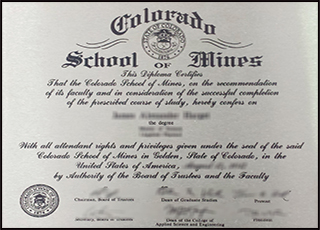 Colorado
School OF Mines
This Diploma Certifies
That the Colorado School of Mines, on the recommendation
of its faculty and in consideration of the successful completion
of the prescribed course of study, hereby confers on
the degree
With all attendant rights and privileges given under the seal of the said
Colorado School of Mines in Golden, State of Colorado, in the
United States of America,
by Authority of the Board of Trustees and the Faculty
Chairman, Board of Trustees
Dean of Graduate Studies
Secretary, Board of Trustees
Dean of the College of
Applied Science and Engineering